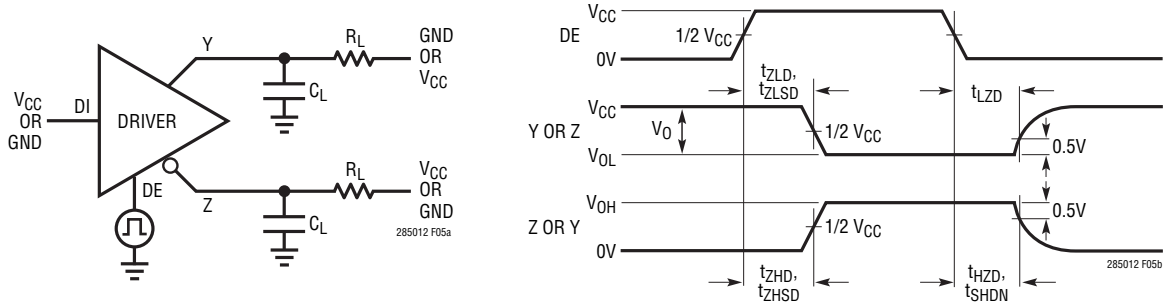 Y
RL
GND
OR
VCC
CL
VCC
OR
GND
DI
DRIVER
DE
Z
RL
VCC
OR
GND
CL
285012 F05a
VCC
DE
1/2 VCC
0V
tZLD,
tZLSD
tLZD
VCC
Y OR Z
VO
1/2 VCC
0.5V
VOL
VOH
Z OR Y
1/2 VCC
0.5V
0V
tZHD,
tZHSD
tHZD,
tSHDN
285012 F05b